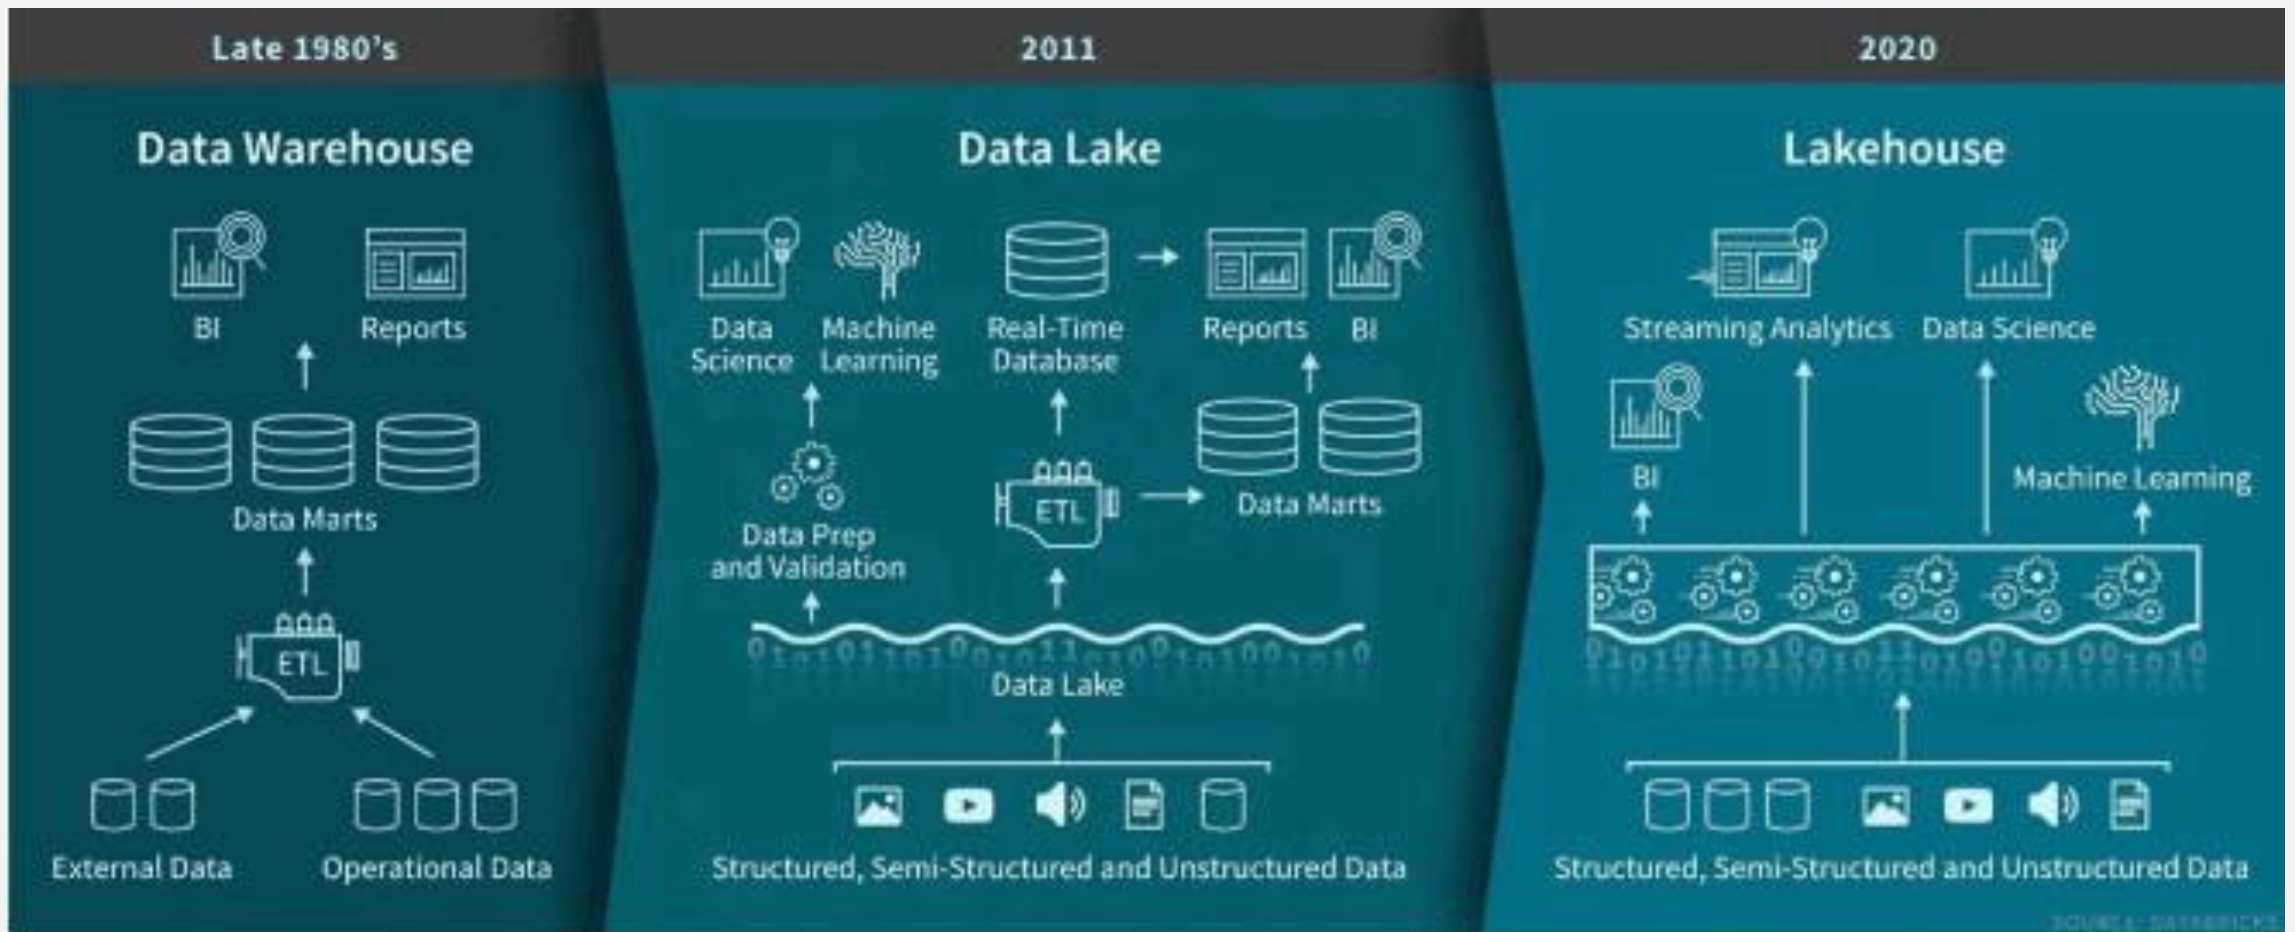 Late 1980's
Data Warehouse
BI
Reports
Data Marts
ETL
External Data
Operational Data
2011
Data Lake
Data
Science
Machine
Learning
Real-Time
Database
Reports
BI
Data Prep
and Validation
ETL
Data Marts
Data Lake
Structured, Semi-Structured and Unstructured Data
2020
Lakehouse
Streaming Analytics
Data Science
BI
Machine Learning
Structured, Semi-Structured and Unstructured Data
SOURCE: DATABRICKS